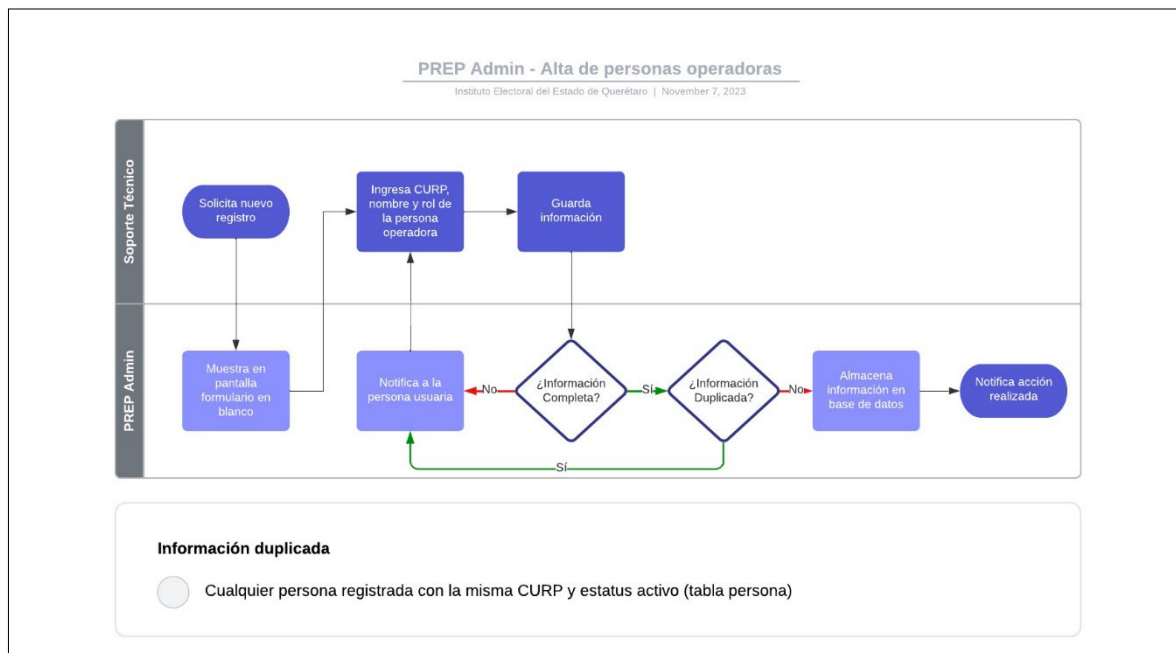 PREP Admin - Alta de personas operadoras
Instituto Electoral del Estado de Querétaro | November 7, 2023
Soporte Técnico
Solicita nuevo
registro
Ingresa CURP,
nombre y rol de
la persona
operadora
Guarda
información
PREP Admin
Muestra en
pantalla
formulario en
blanco
Notifica a la
persona usuaria
No
¿Información
Completa?
Sí
¿Información
Duplicada?
No
Almacena
información en
base de datos
Notifica acción
realizada
Sí
Información duplicada
Cualquier persona registrada con la misma CURP y estatus activo (tabla persona)